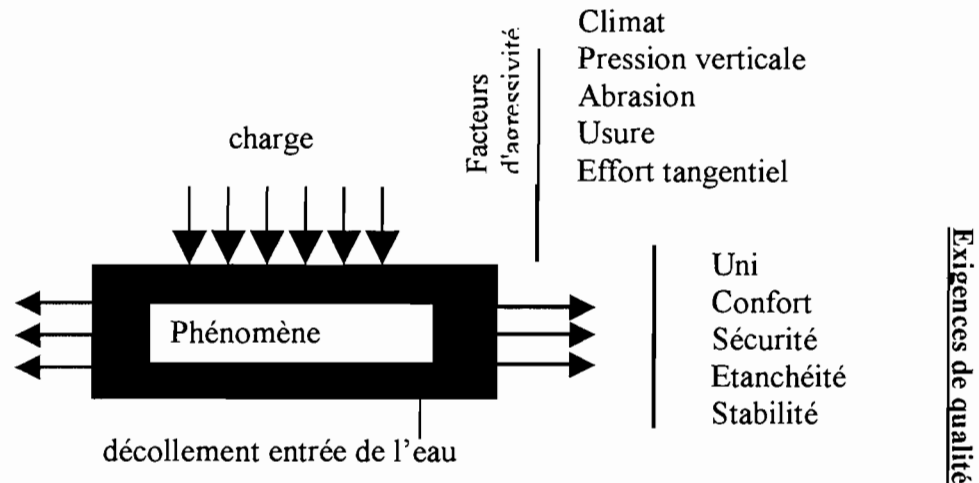 Climat
Pression verticale
Abrasion
Usure
Effort tangentiel
Facteurs
d'agressivité
charge
Uni
Confort
Sécurité
Etanchéité
Stabilité
Exigences de qualité
Phénomène
décollement entrée de l'eau